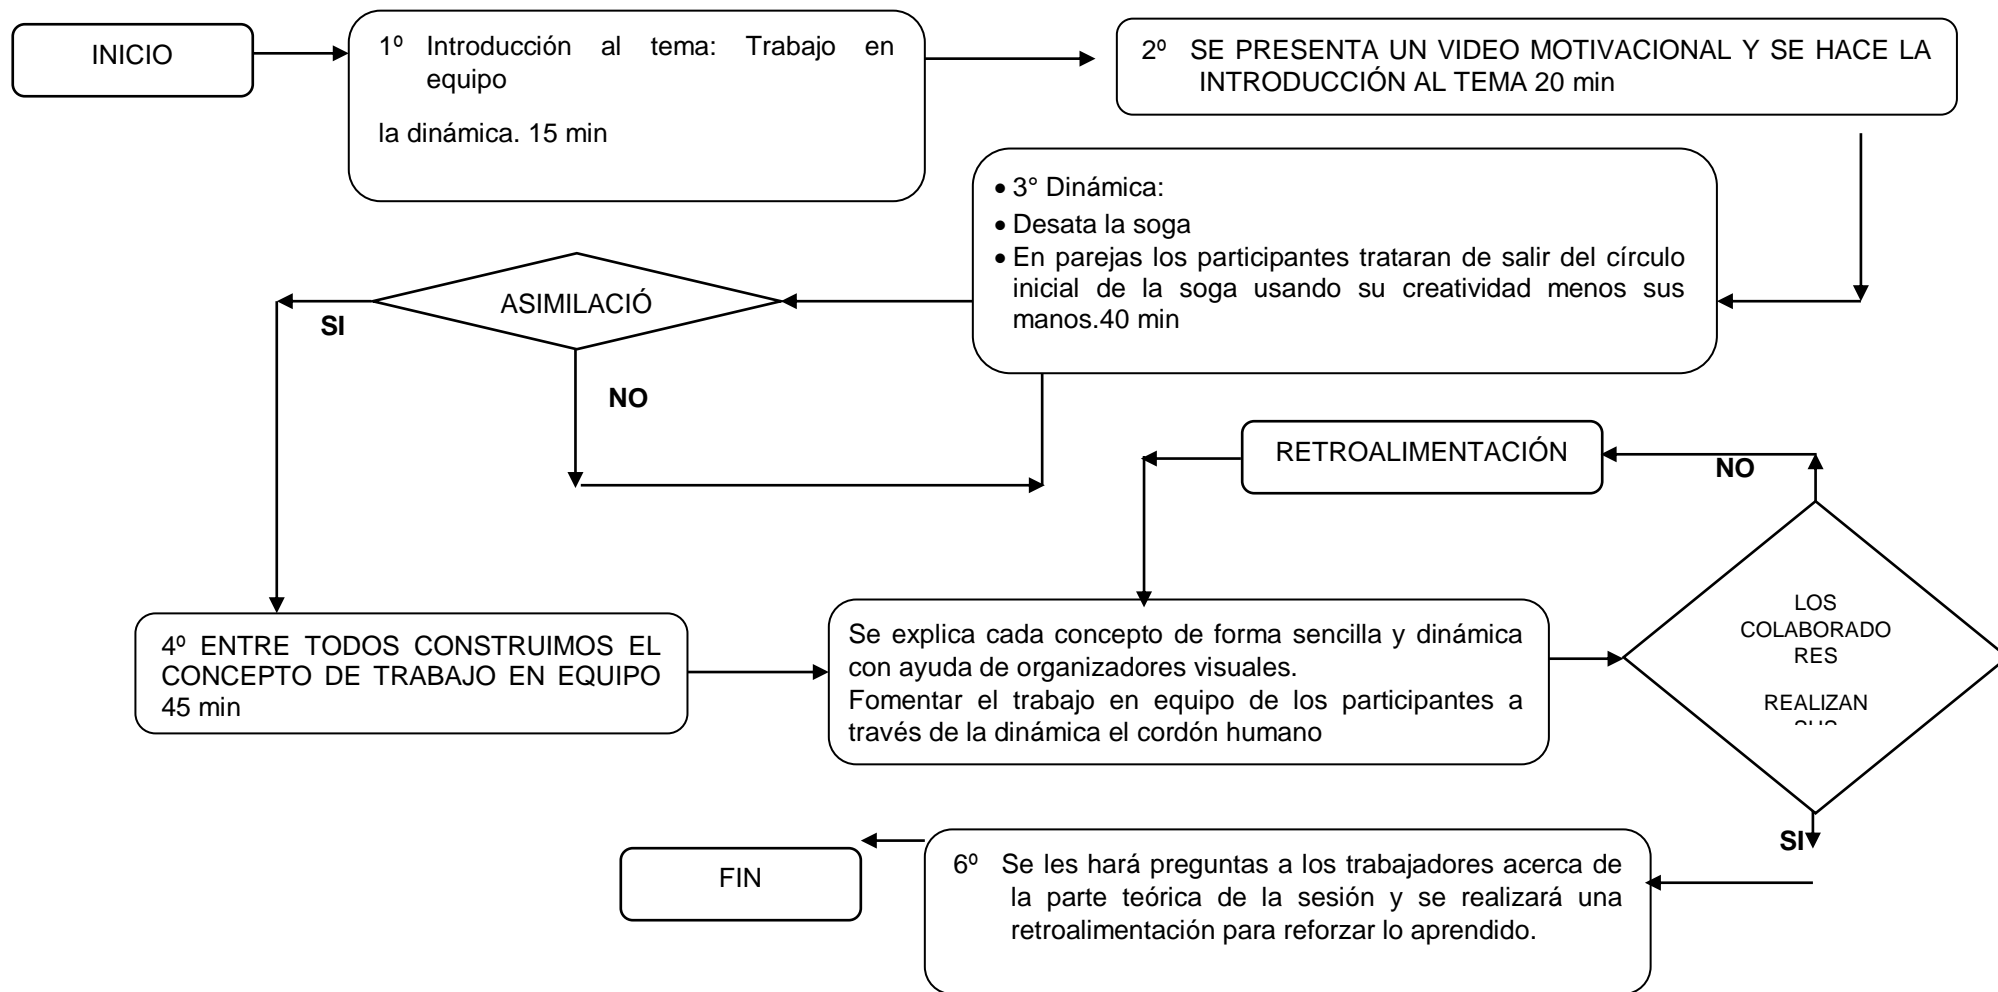 INICIO
1º Introducción al tema: Trabajo en
equipo
la dinámica. 15 min
2º SE PRESENTA UN VIDEO MOTIVACIONAL Y SE HACE LA
INTRODUCCIÓN AL TEMA 20 min
• 3° Dinámica:
• Desata la soga
• En parejas los participantes trataran de salir del círculo
inicial de la soga usando su creatividad menos sus
manos.40 min
ASIMILACIÓ
SI
NO
RETROALIMENTACIÓN
NO
4º ENTRE TODOS CONSTRUIMOS EL
CONCEPTO DE TRABAJO EN EQUIPO
45 min
Se explica cada concepto de forma sencilla y dinámica
con ayuda de organizadores visuales.
Fomentar el trabajo en equipo de los participantes a
través de la dinámica el cordón humano
LOS
COLABORADO
RES
REALIZAN
SI
6º Se les hará preguntas a los trabajadores acerca de
la parte teórica de la sesión y se realizará una
retroalimentación para reforzar lo aprendido.
FIN